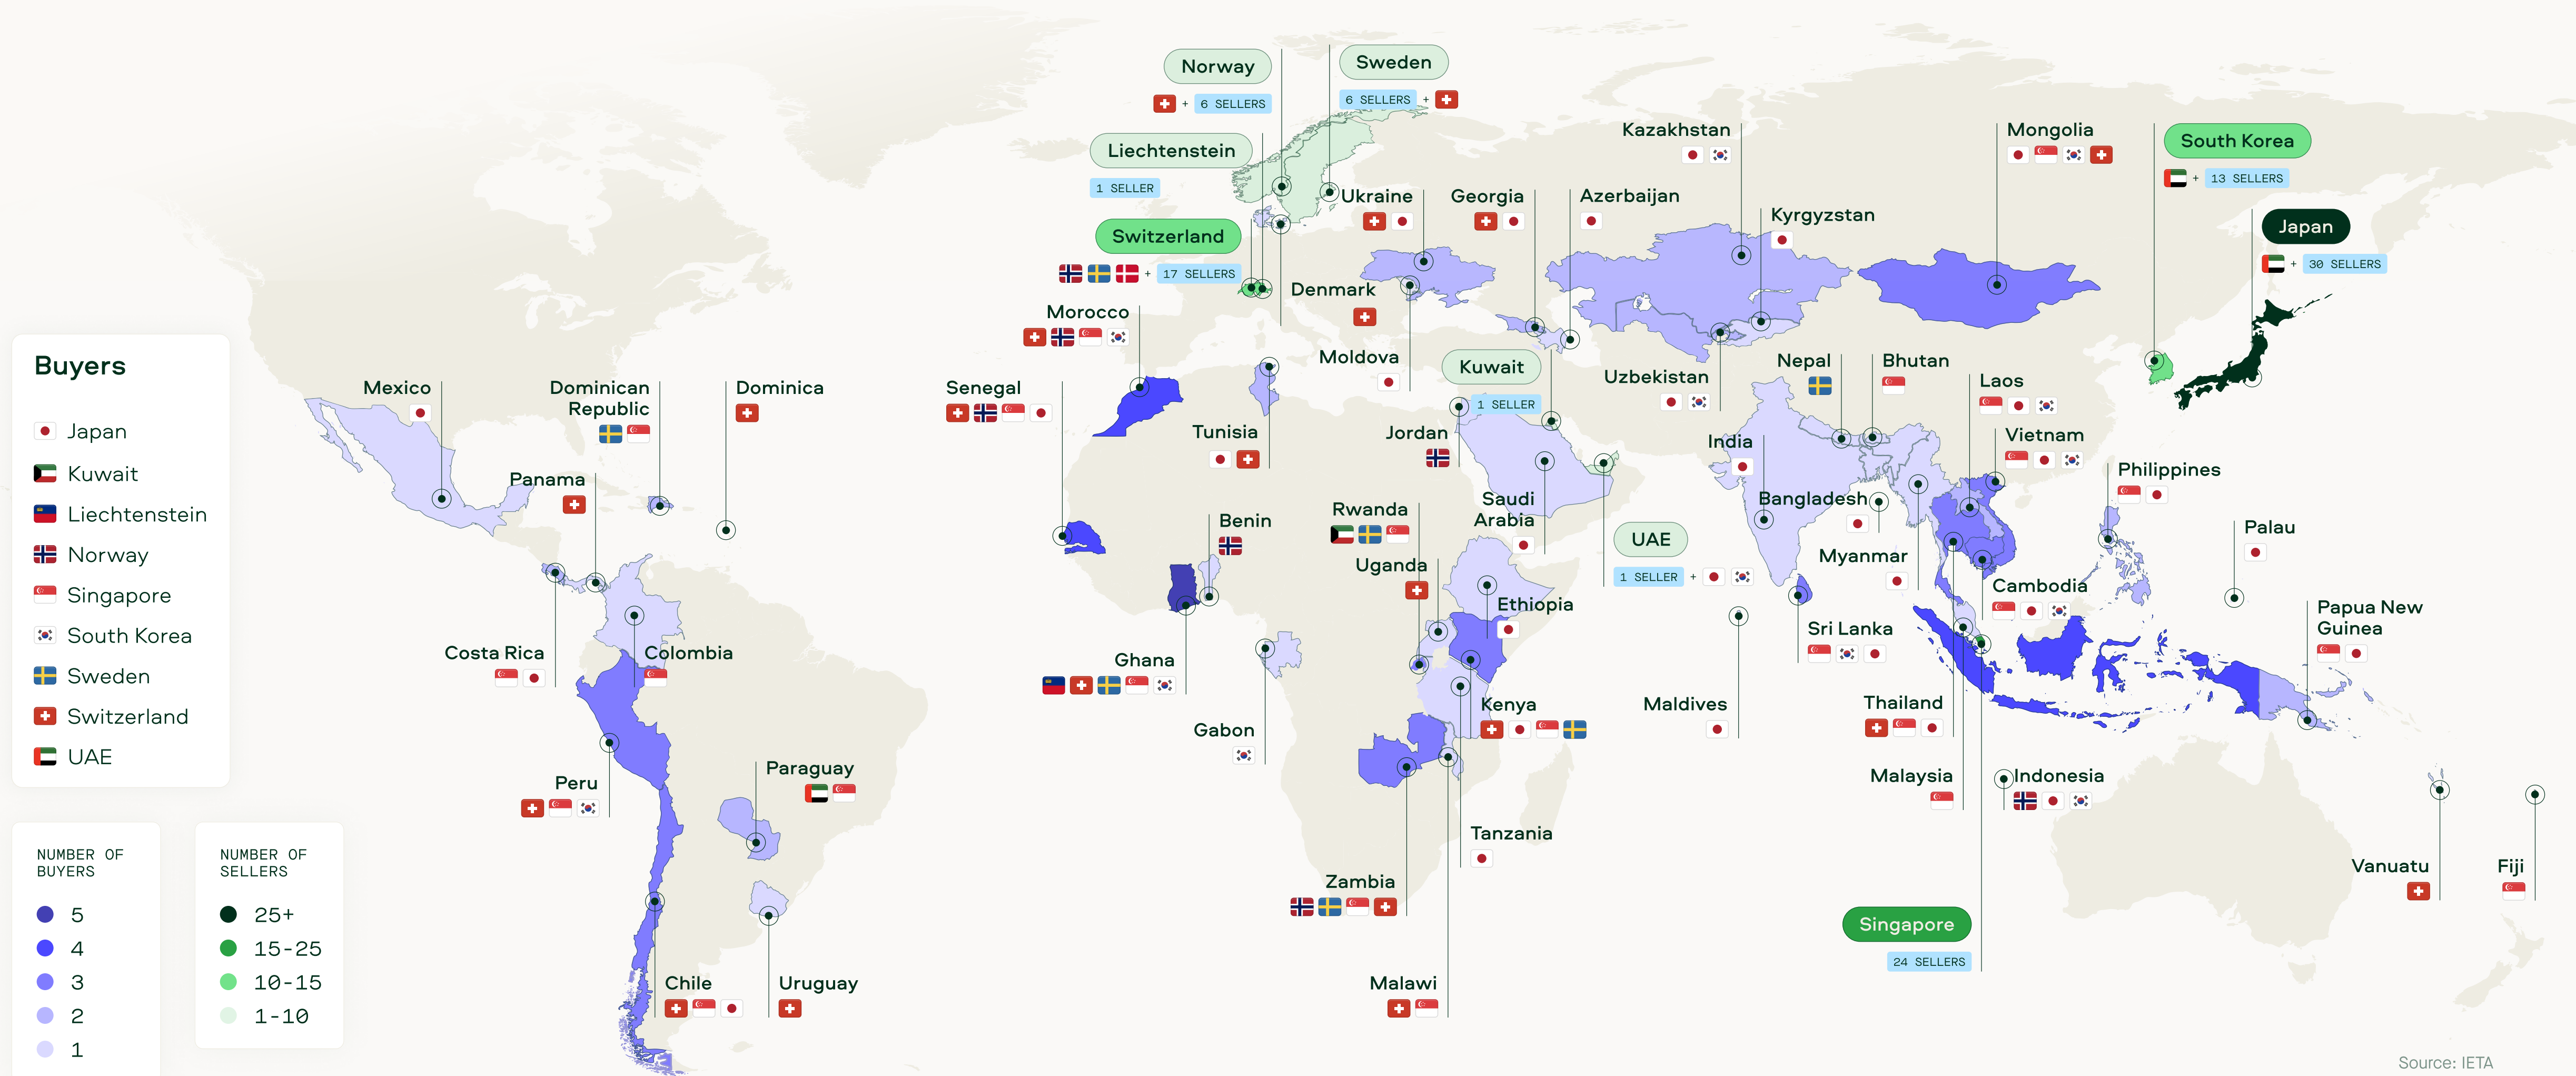 Norway
+ 6 SELLERS
Sweden
6 SELLERS +
Liechtenstein
1 SELLER
Switzerland
+ 17 SELLERS
Kazakhstan
Mongolia
South Korea
+ 13 SELLERS
Japan
+ 30 SELLERS
Ukraine
Georgia
Azerbaijan
Kyrgyzstan
Denmark
Morocco
Moldova
Kuwait
1 SELLER
Uzbekistan
Nepal
Bhutan
Laos
Vietnam
Philippines
Palau
Papua New
Guinea
Mexico
Dominican
Republic
Dominica
Panama
Senegal
Tunisia
Jordan
India
Saudi
Arabia
Bangladesh
Benin
Rwanda
Uganda
UAE
1 SELLER +
Myanmar
Cambodia
Ethiopia
Sri Lanka
Costa Rica
Colombia
Ghana
Gabon
Kenya
Maldives
Thailand
Malaysia
Indonesia
Peru
Paraguay
Tanzania
Zambia
Vanuatu
Fiji
Singapore
24 SELLERS
Chile
Uruguay
Malawi
Buyers
Japan
Kuwait
Liechtenstein
Norway
Singapore
South Korea
Sweden
Switzerland
UAE
NUMBER OF
BUYERS
5
4
3
2
1
NUMBER OF
SELLERS
25+
15-25
10-15
1-10
Source: IETA